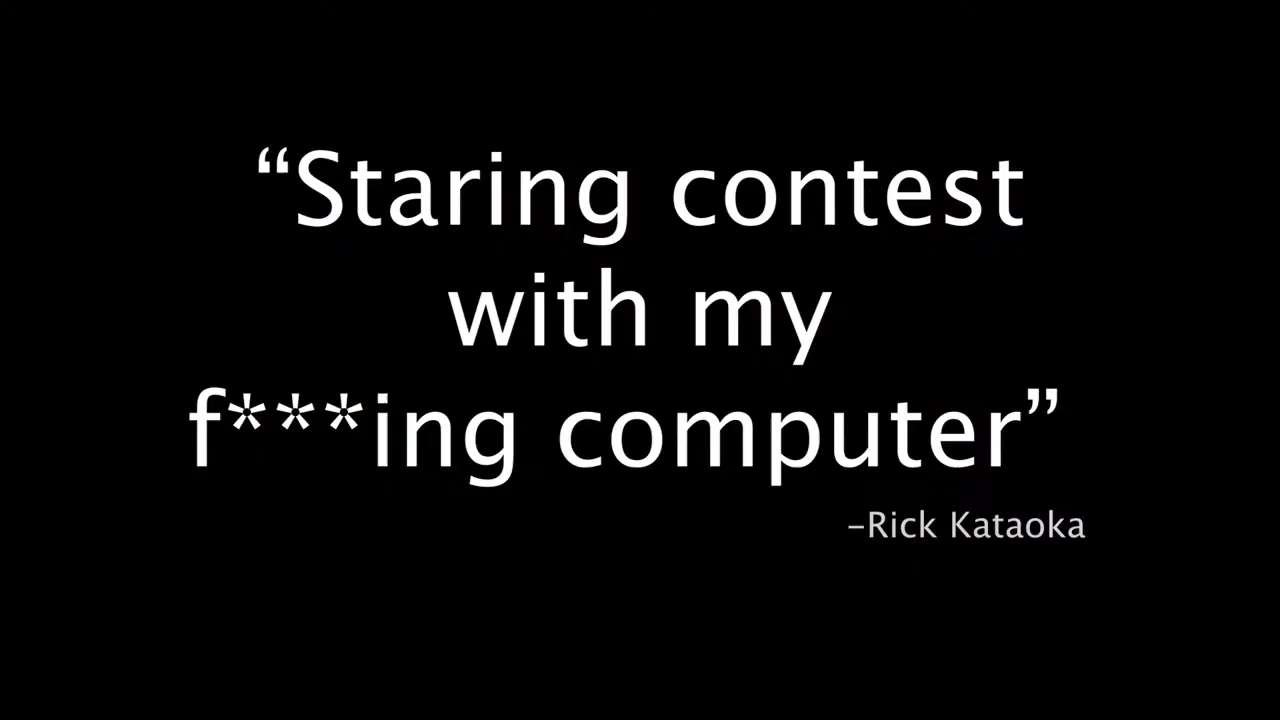 “Staring contest
with my
f***ing computer”
–Rick Kataoka